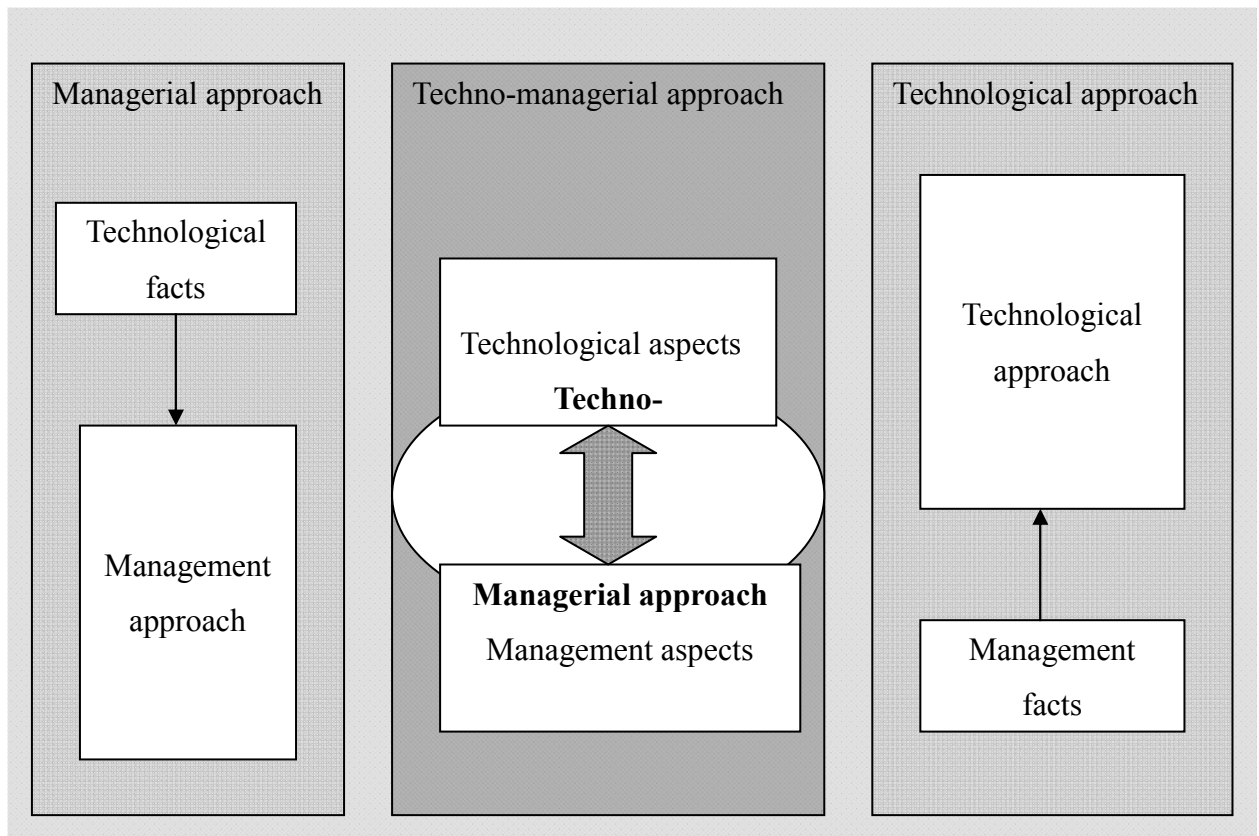 Managerial approach
Technological
facts
Management
approach
Techno-managerial approach
Technological aspects
Techno-
Managerial approach
Management aspects
Technological approach
Technological
approach
Management
facts